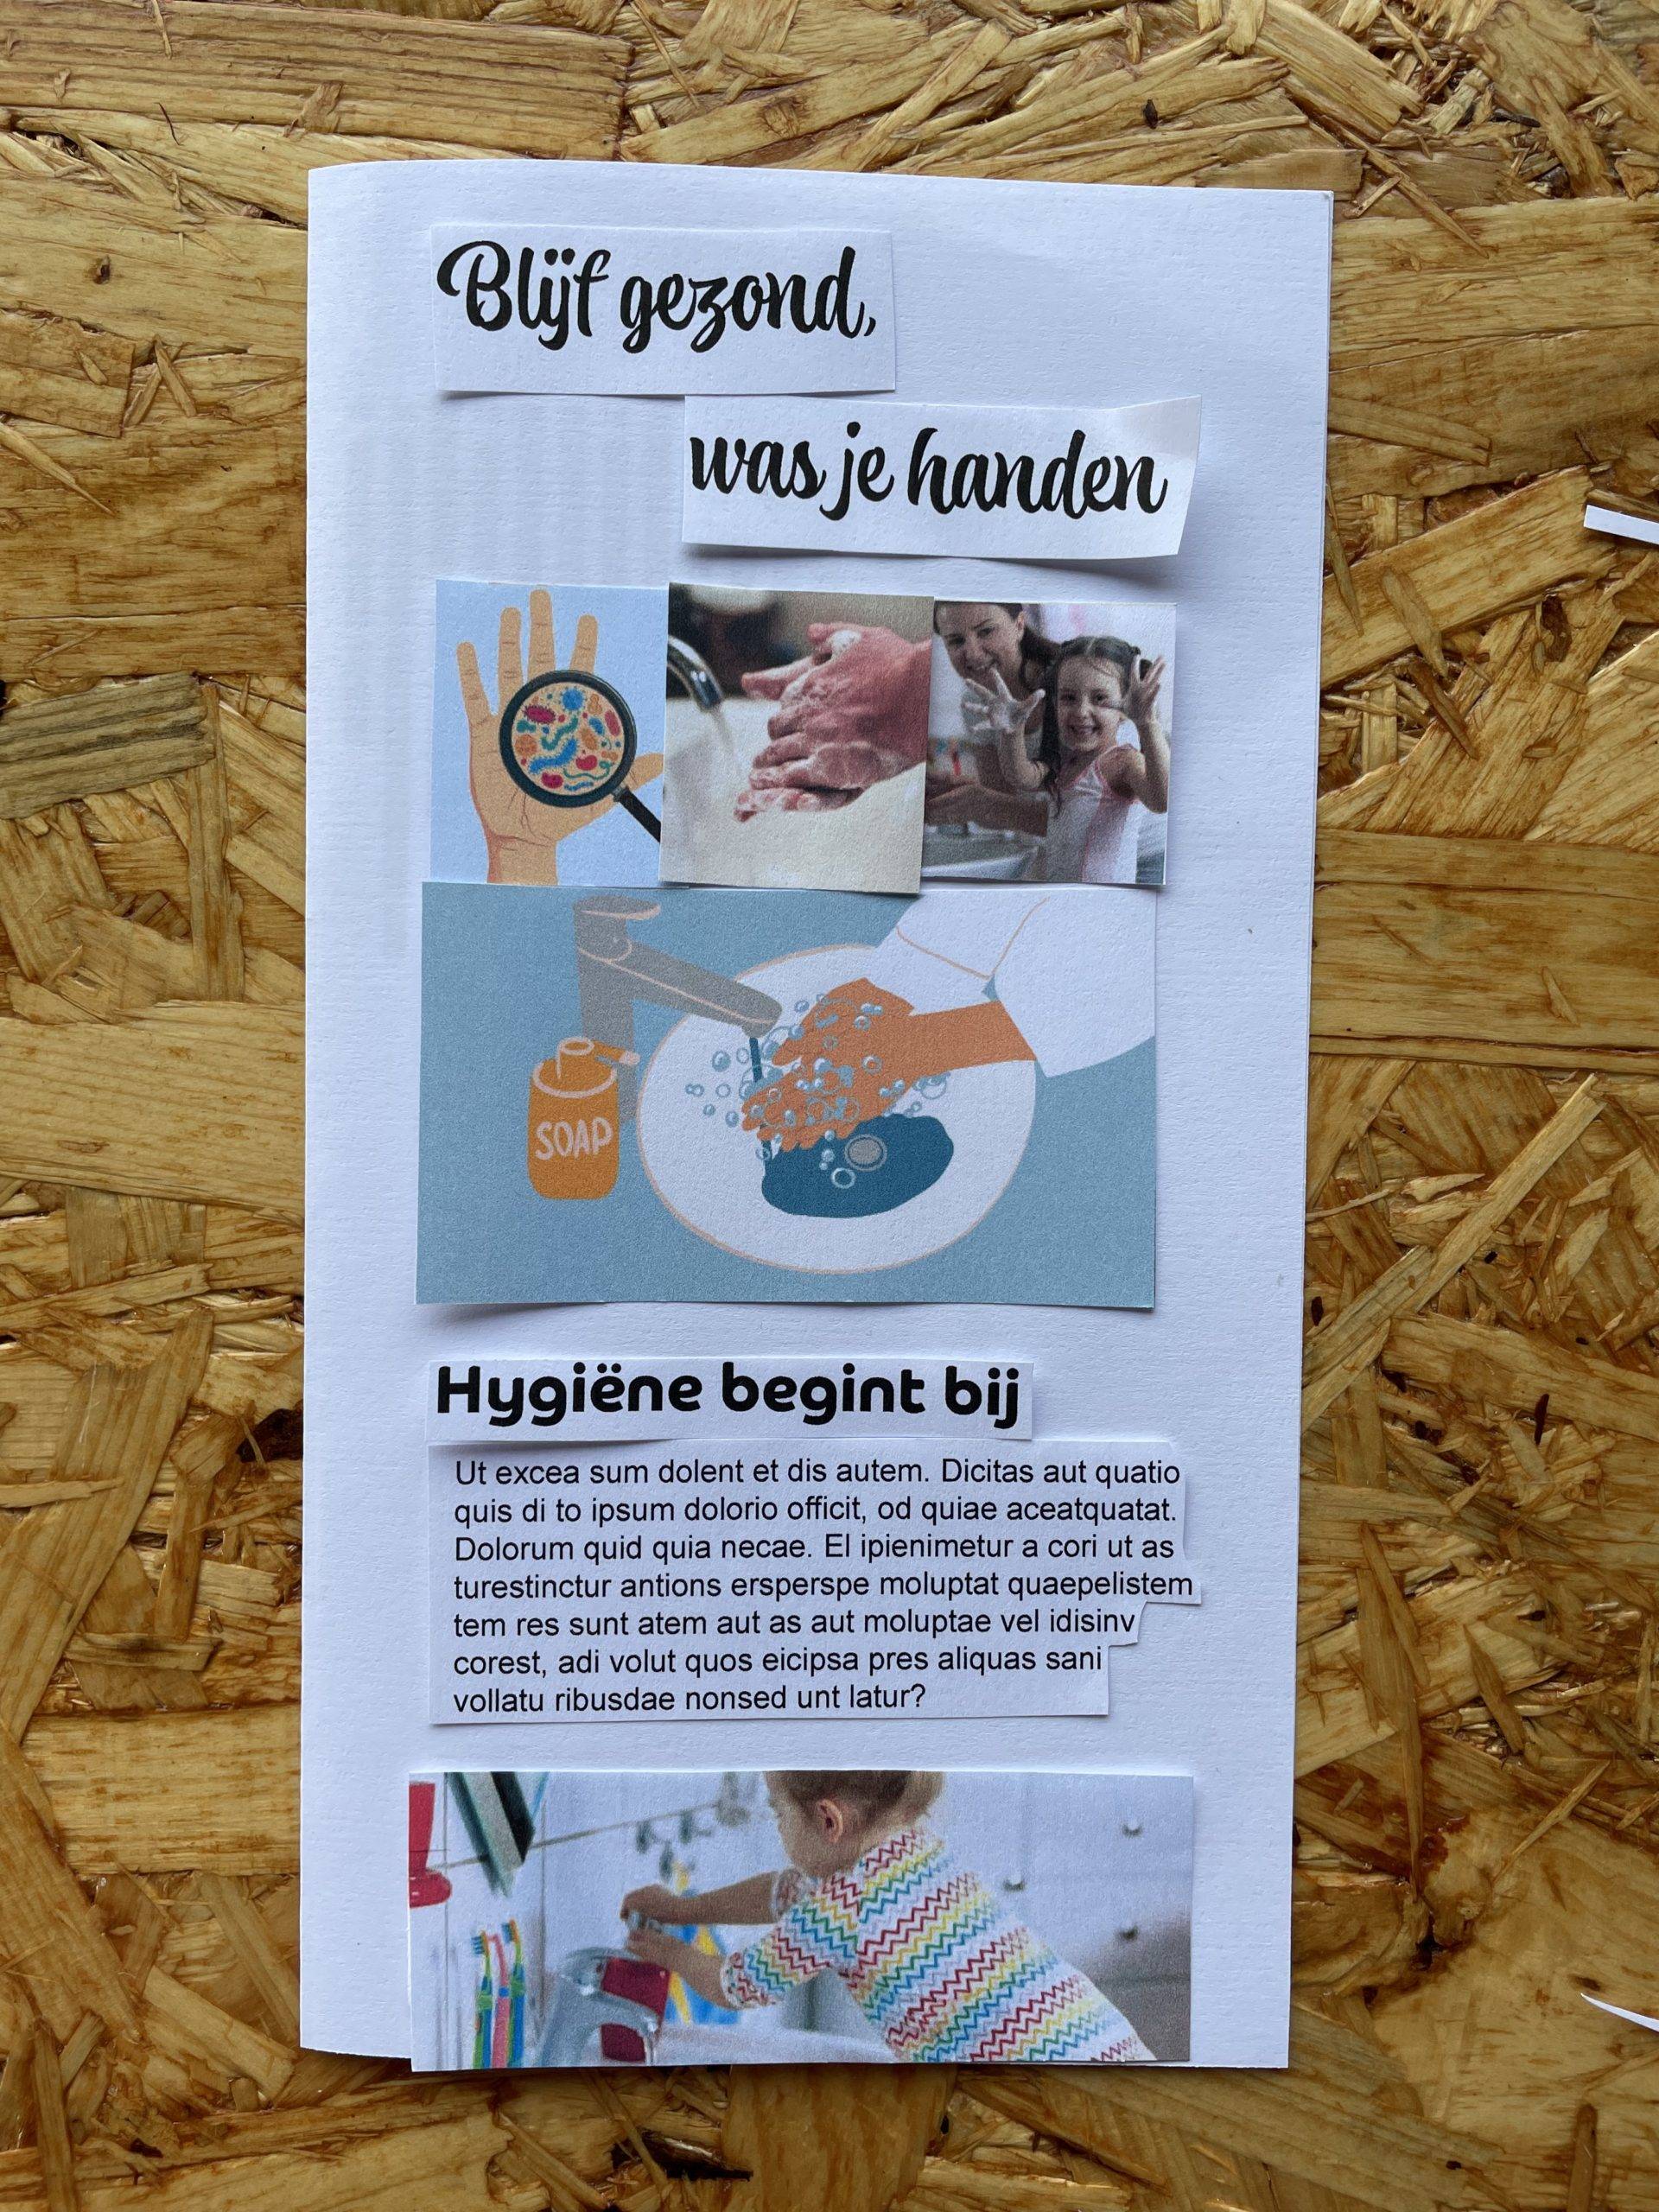 Blijf gezond,
was je handen
SOAP
Hygiëne begint bij
Ut excea sum dolent et dis autem. Dicitas aut quatio
quis di to ipsum dolorio officit, od quiae aceatquatat.
Dolorum quid quia necae. El ipienimetur a cori ut as
turestinctur antions ersperspe moluptat quaepelistem
tem res sunt atem aut as aut moluptae vel idisinv
corest, adi volut quos eicipsa pres aliquas sani
vollatu ribusdae nonsed unt latur?